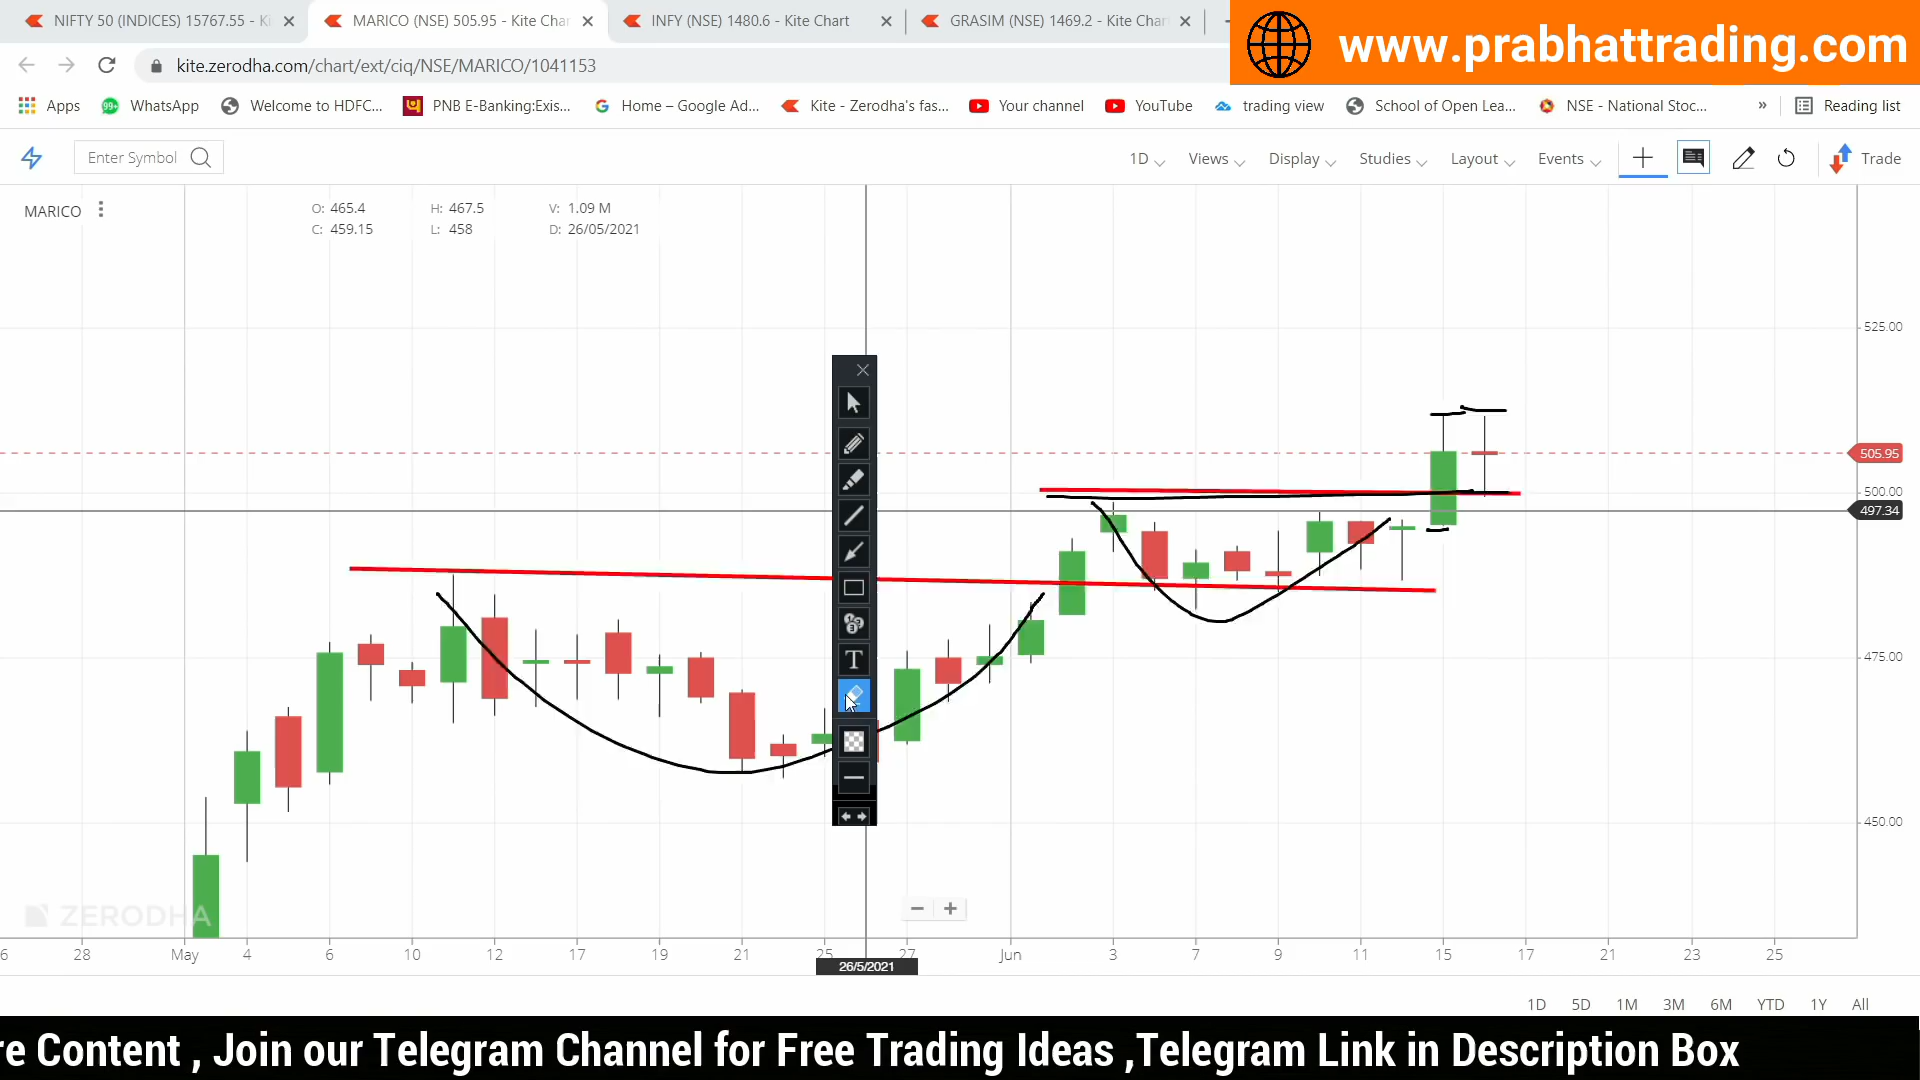 NIFTY 50 (INDICES) 15767.55 - Ki
MARICO (NSE) 505.95 - Kite Char
INFY (NSE) 1480.6 - Kite Chart
GRASIM (NSE) 1469.2 - Kite Chart
www.prabhattrading.com
kite.zerodha.com/chart/ext/ciq/NSE/MARICO/1041153
Apps
99+
WhatsApp
Welcome to HDFC...
PNB E-Banking:Exis...
Home – Google Ad...
Kite - Zerodha's fas...
Your channel
YouTube
trading view
School of Open Lea...
NSE - National Stoc...
»
Reading list
Enter Symbol
1D
Views
Display
Studies
Layout
Events
Trade
MARICO
O: 465.4 H: 467.5 V: 1.09 M
C: 459.15 L: 458 D: 26/05/2021
525.00
505.95
500.00
497.34
475.00
450.00
T
ZERODHA
6 28 May 4 6 10 12 17 19 21 25 27 Jun 3 7 9 11 15 17 21 23 25
26/5/2021
1D 5D 1M 3M 6M YTD 1Y All
re Content , Join our Telegram Channel for Free Trading Ideas ,Telegram Link in Description Box